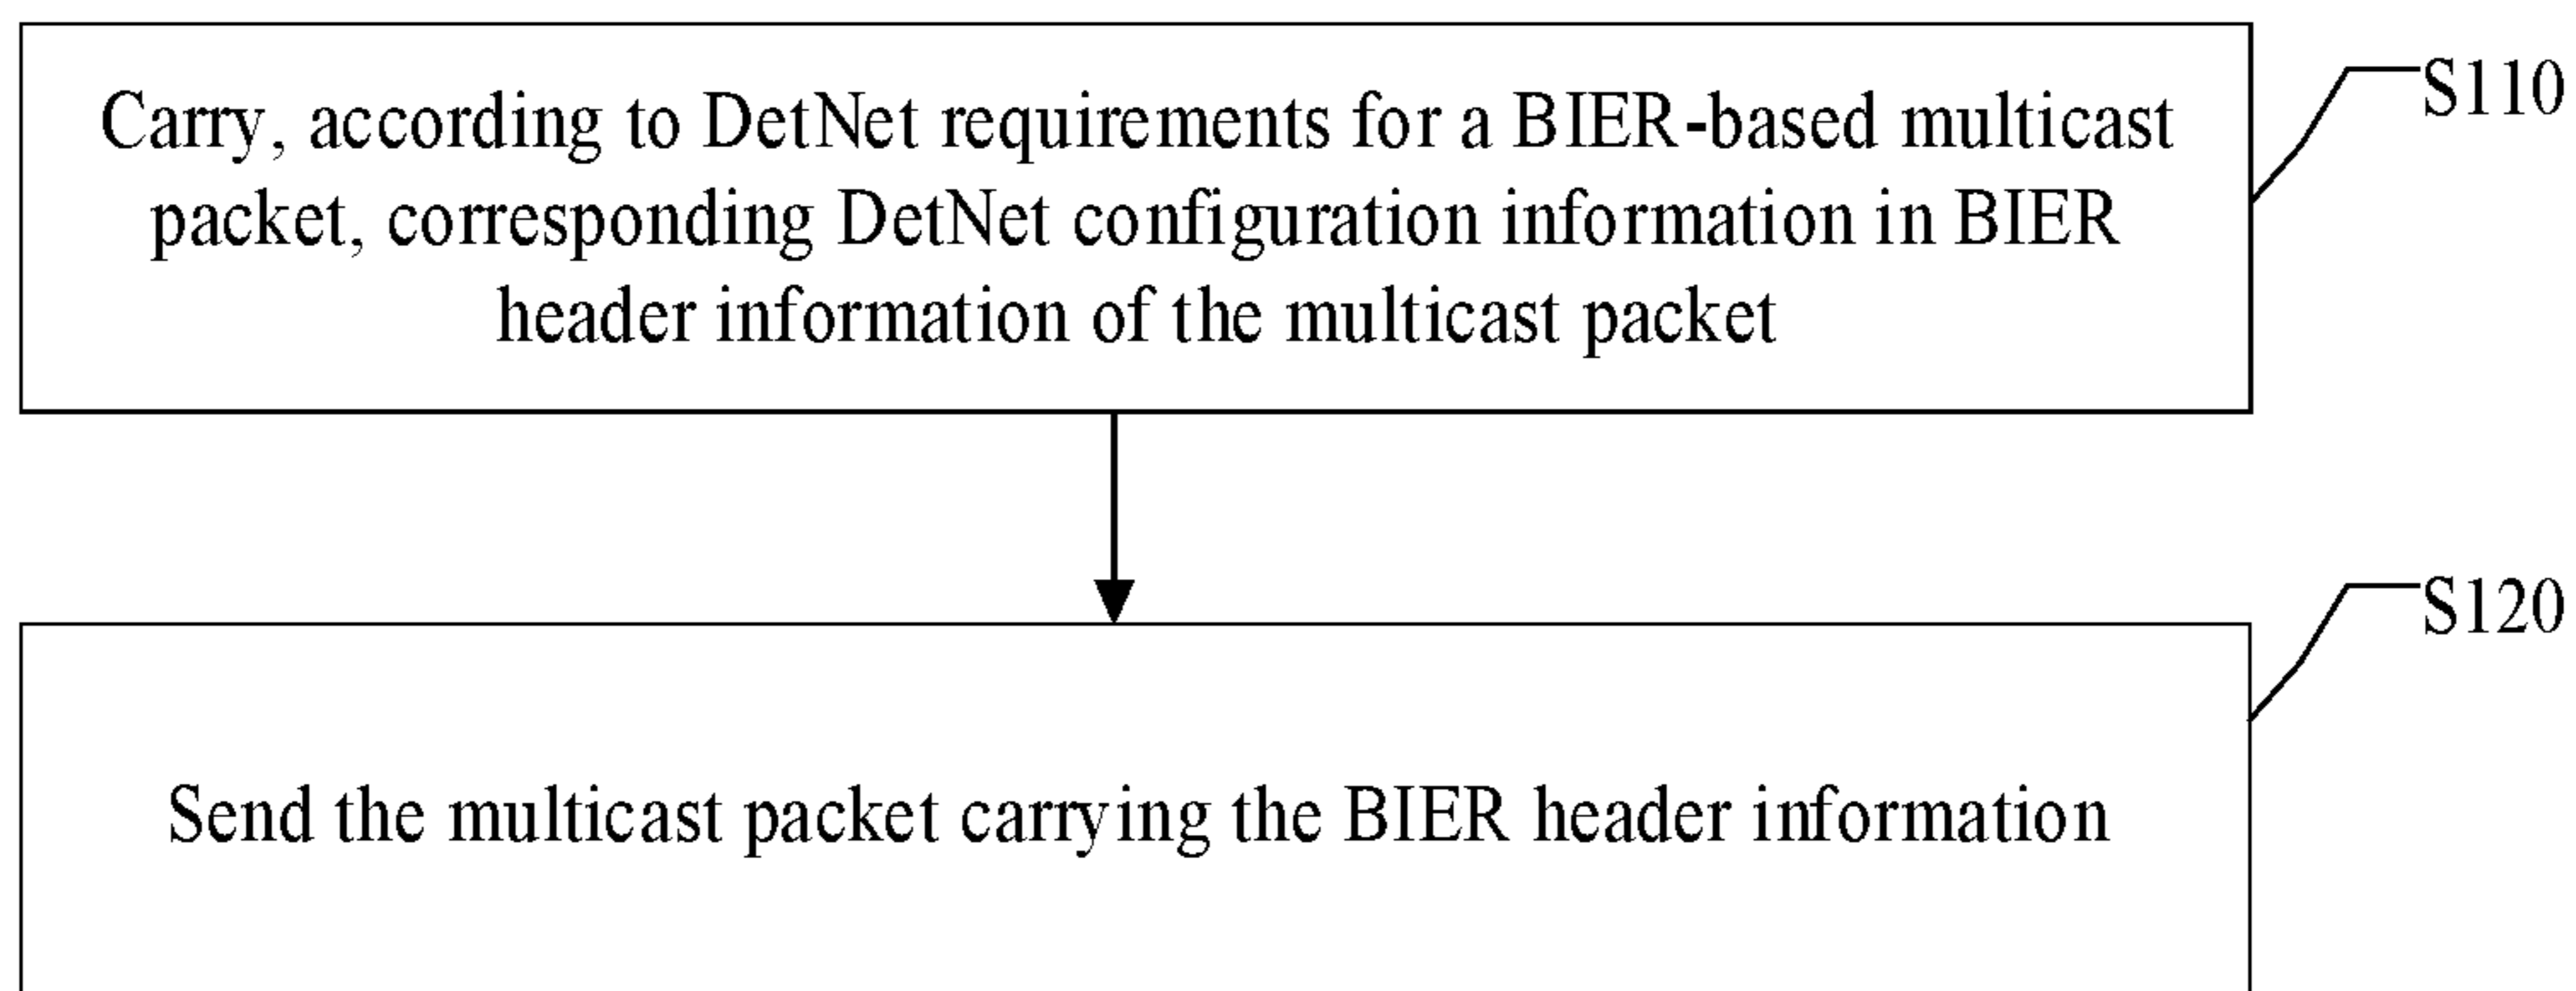 Carry, according to DetNet requirements for a BIER-based multicast
packet, corresponding DetNet configuration information in BIER
header information of the multicast packet
S110
Send the multicast packet carrying the BIER header information
S120